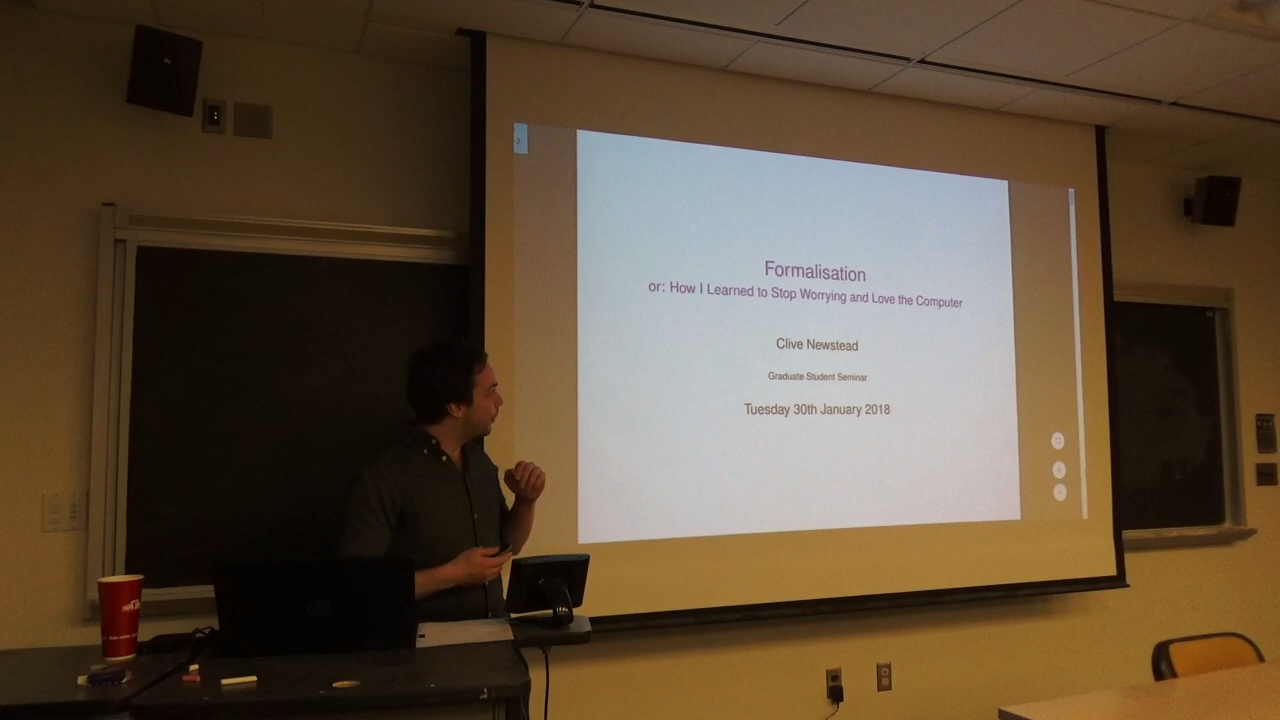 Formalisation
or: How I Learned to Stop Worrying and Love the Computer
Clive Newstead
Graduate Student Seminar
Tuesday 30th January 2018